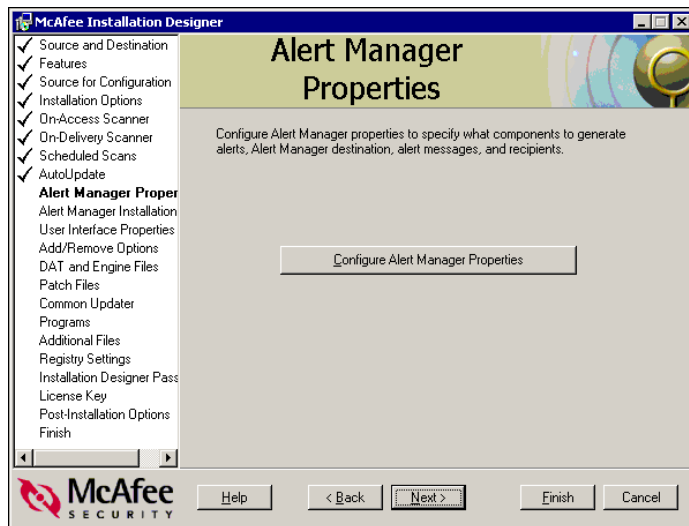 McAfee Installation Designer
Source and Destination
Features
Source for Configuration
Installation Options
On-Access Scanner
On-Delivery Scanner
Scheduled Scans
AutoUpdate
Alert Manager Proper
Alert Manager Installation
User Interface Properties
Add/Remove Options
DAT and Engine Files
Patch Files
Common Updater
Programs
Additional Files
Registry Settings
Installation Designer Pass
License Key
Post-Installation Options
Finish
Alert Manager
Properties
Configure Alert Manager properties to specify what components to generate
alerts, Alert Manager destination, alert messages, and recipients.
Configure Alert Manager Properties
McAfee
SECURITY
Help
< Back
Next >
Finish
Cancel